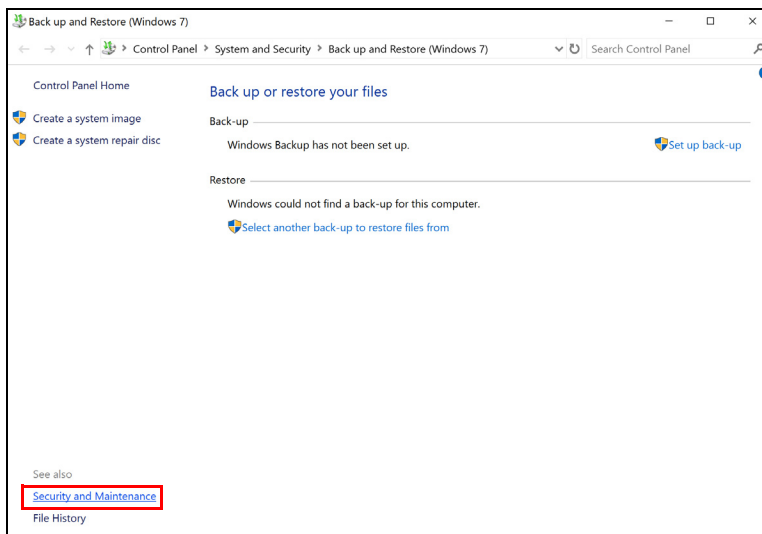 Back up and Restore (Windows 7)
Control Panel > System and Security > Back up and Restore (Windows 7)
Search Control Panel
Control Panel Home
Create a system image
Create a system repair disc
Back up or restore your files
Back-up
Windows Backup has not been set up.
Set up back-up
Restore
Windows could not find a back-up for this computer.
Select another back-up to restore files from
See also
Security and Maintenance
File History